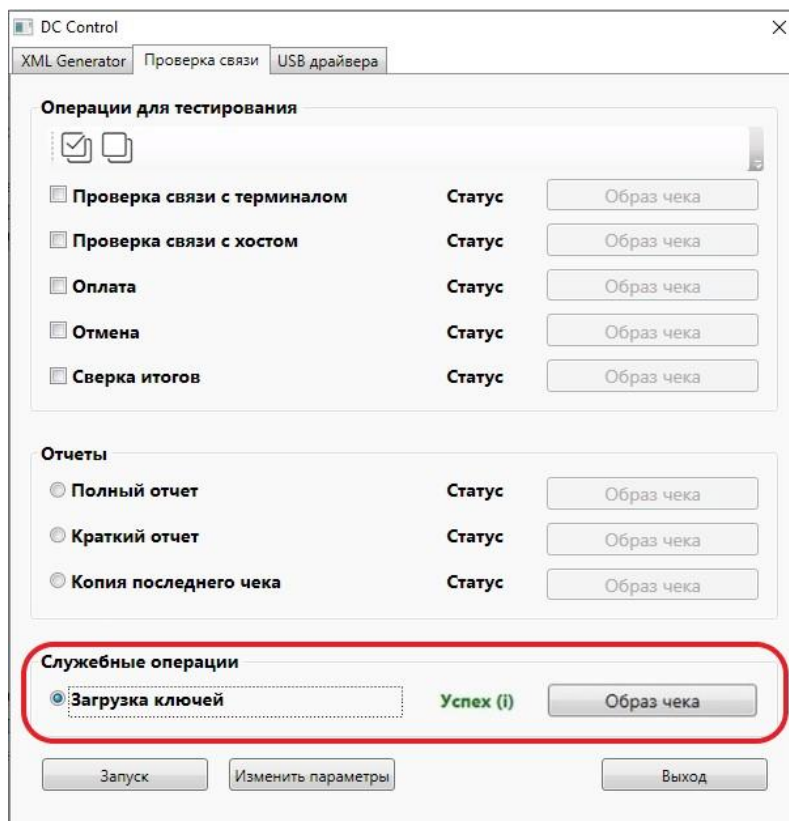 DC Control
XML Generator Проверка связи USB драйвера
Операции для тестирования
Проверка связи с терминалом Статус Образ чека
Проверка связи с хостом Статус Образ чека
Оплата Статус Образ чека
Отмена Статус Образ чека
Сверка итогов Статус Образ чека
Отчеты
Полный отчет Статус Образ чека
Краткий отчет Статус Образ чека
Копия последнего чека Статус Образ чека
Служебные операции
Загрузка ключей Успех (i) Образ чека
Запуск Изменить параметры Выход